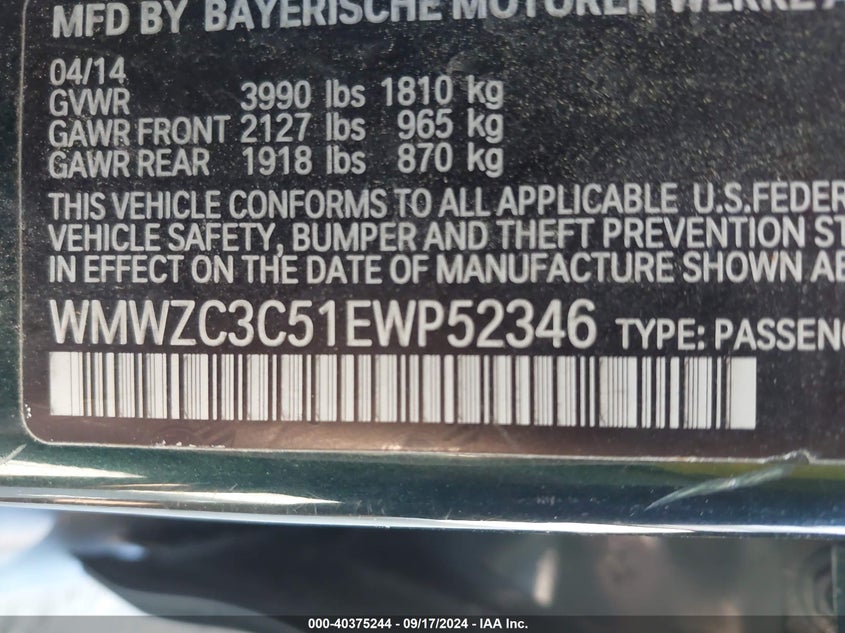 MFD BY BAYERISCHE MOTOREN WERKE
04/14
GVWR 3990 lbs 1810 kg
GAWR FRONT 2127 lbs 965 kg
GAWR REAR 1918 lbs 870 kg
THIS VEHICLE CONFORMS TO ALL APPLICABLE U.S.FEDER
VEHICLE SAFETY, BUMPER AND THEFT PREVENTION ST
IN EFFECT ON THE DATE OF MANUFACTURE SHOWN AB
WMWZC3C51EWP52346 TYPE: PASSEN
000-40375244 - 09/17/2024 - IAA Inc.